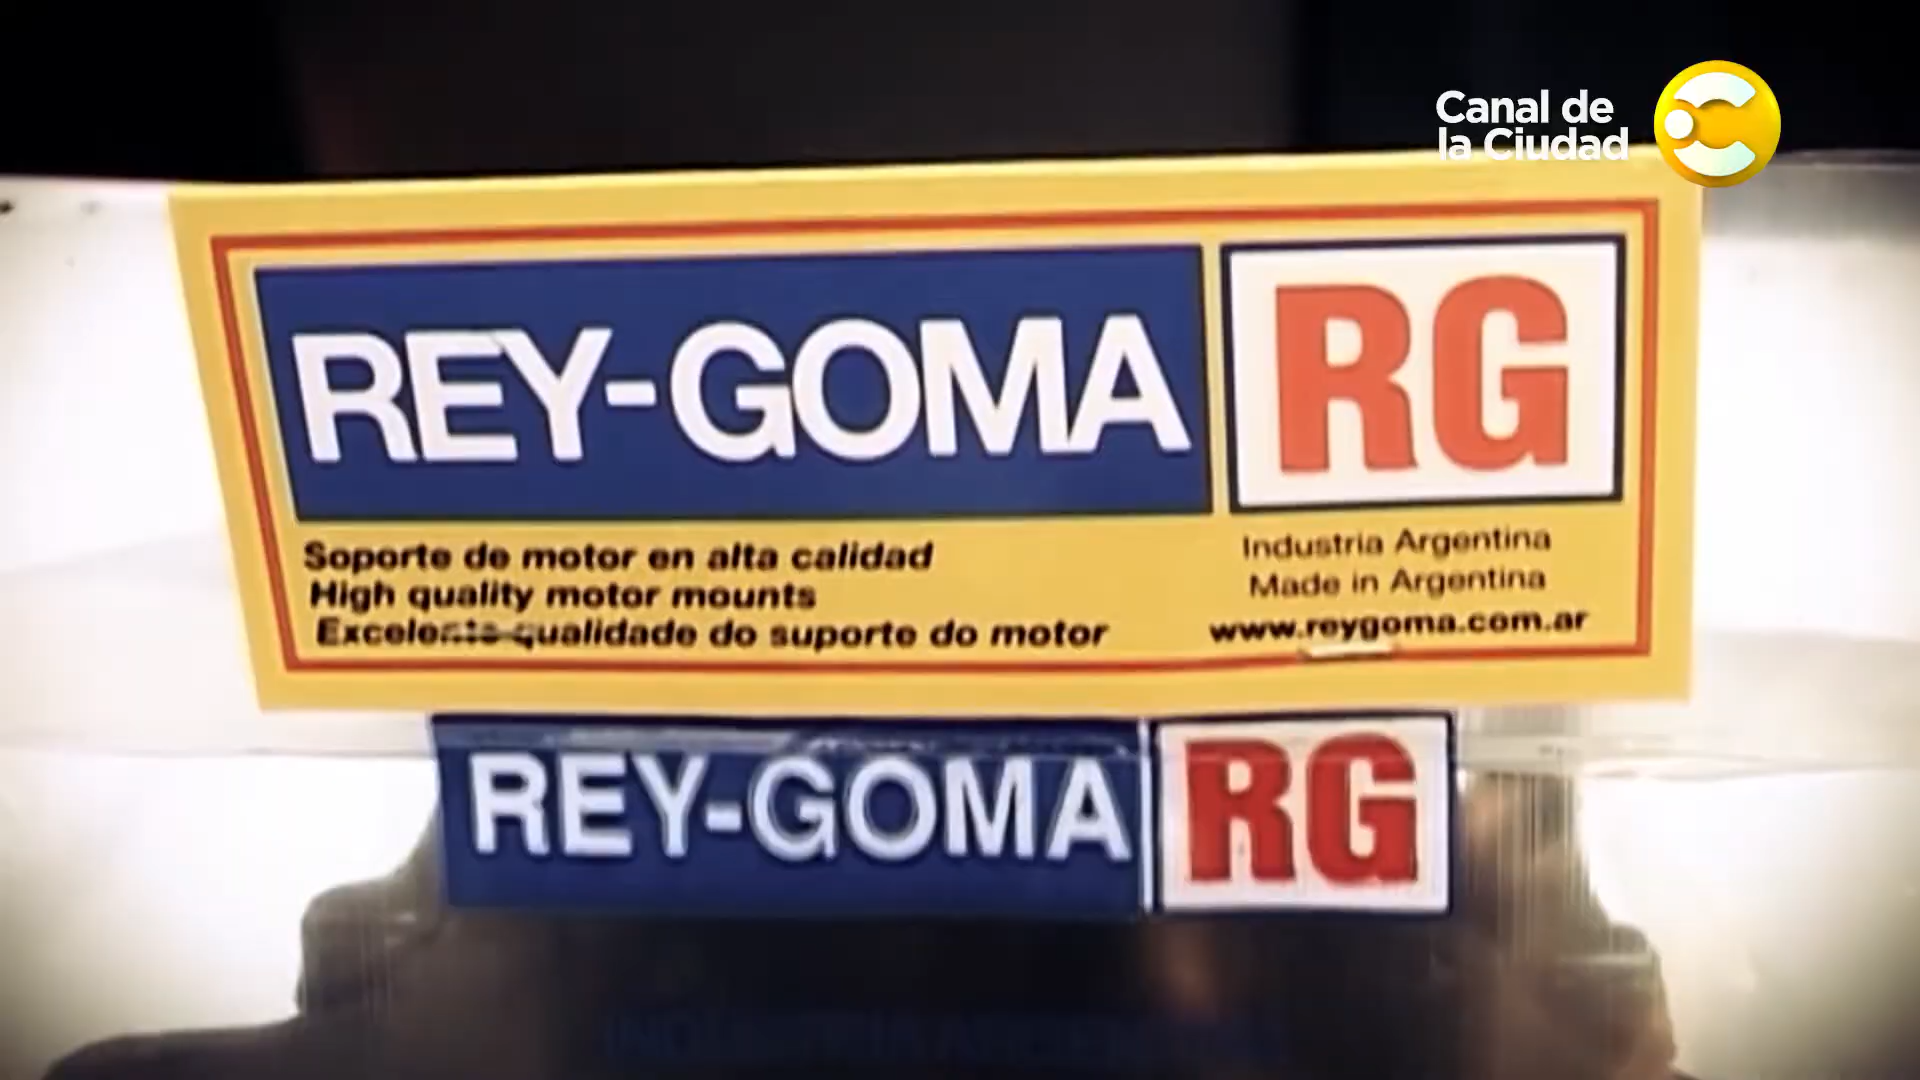 Canal de
la Ciudad
REY-GOMA
RG
Soporte de motor en alta calidad
High quality motor mounts
Excelente qualidade do suporte do motor
Industria Argentina
Made in Argentina
www.reygoma.com.ar
REY-GOMA
RG